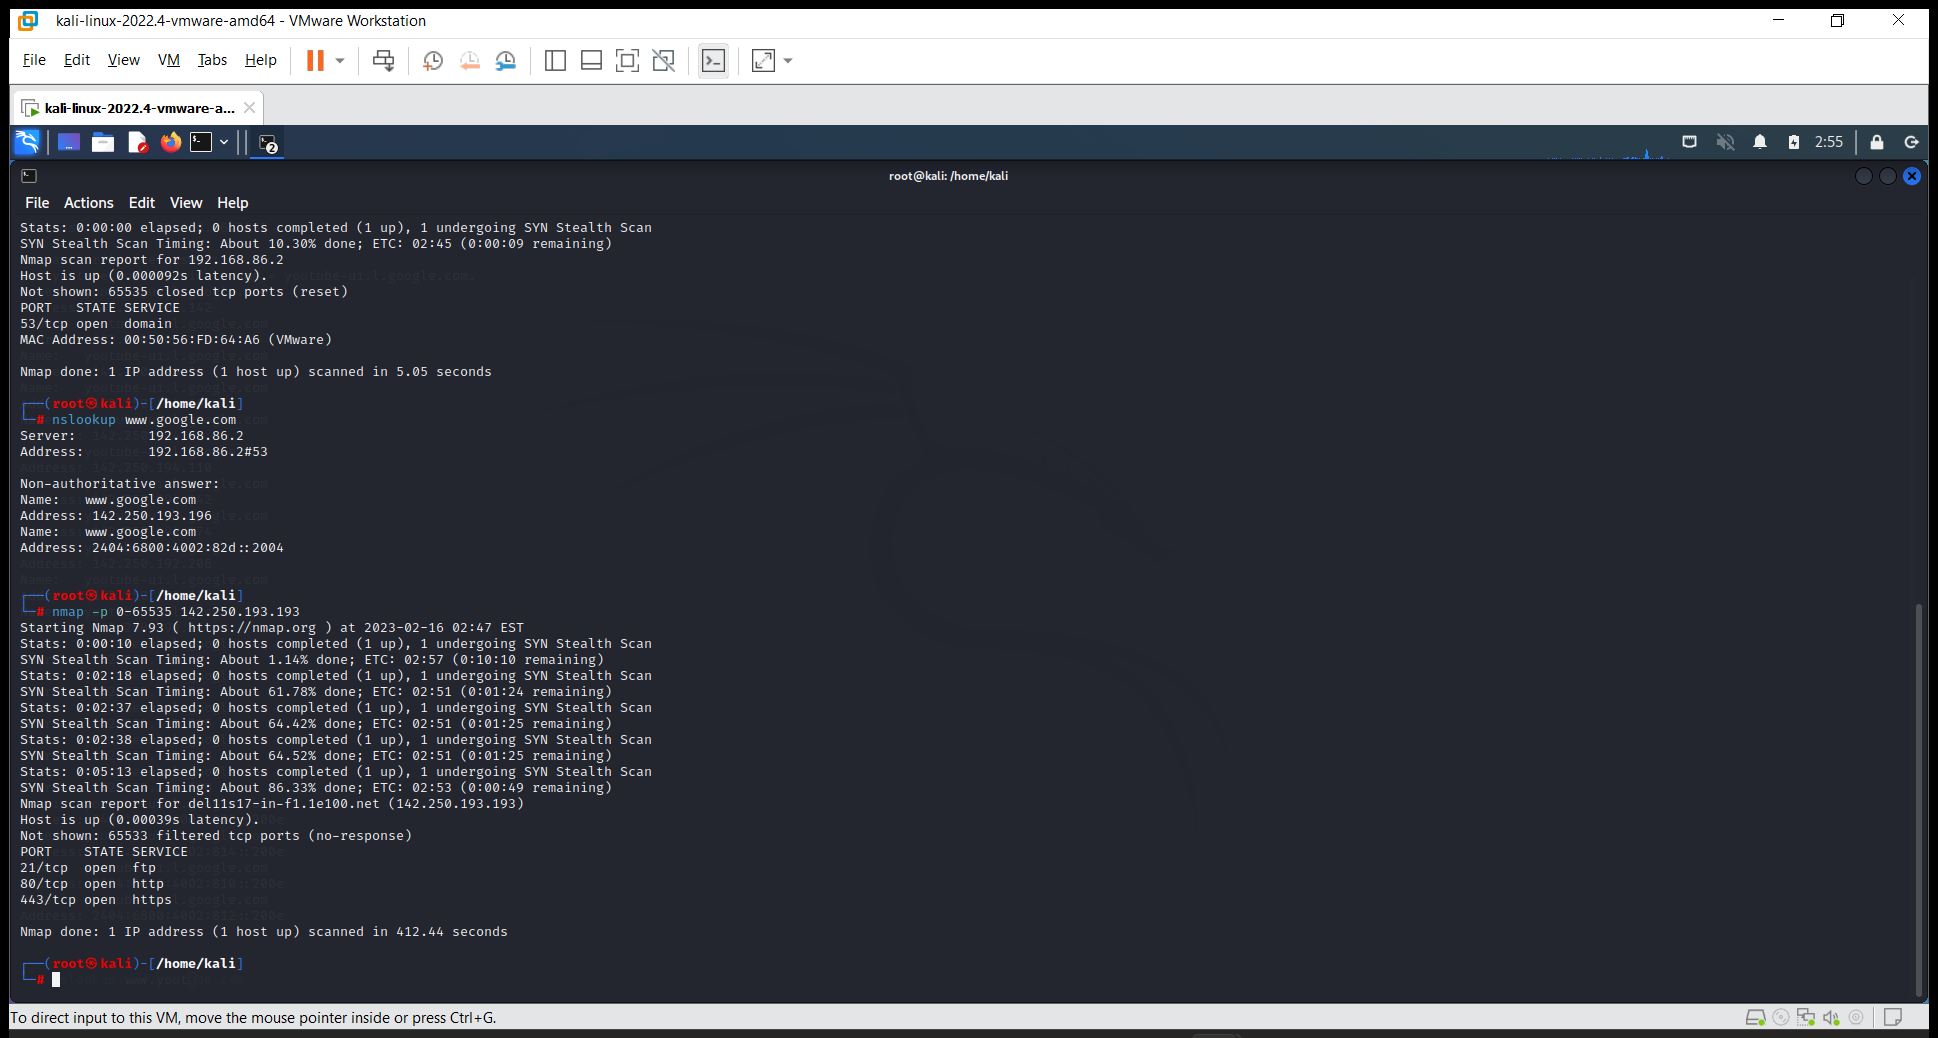 kali-linux-2022.4-vmware-amd64 - VMware Workstation
File Edit View VM Tabs Help
kali-linux-2022.4-vmware-a...
2
2:55
root@kali: /home/kali
File Actions Edit View Help
Stats: 0:00:00 elapsed; 0 hosts completed (1 up), 1 undergoing SYN Stealth Scan
SYN Stealth Scan Timing: About 10.30% done; ETC: 02:45 (0:00:09 remaining)
Nmap scan report for 192.168.86.2
Host is up (0.000092s latency).
Not shown: 65535 closed tcp ports (reset)
PORT   STATE SERVICE
53/tcp open  domain
MAC Address: 00:50:56:FD:64:A6 (VMware)
Nmap done: 1 IP address (1 host up) scanned in 5.05 seconds
┌──(root㉿kali)-[/home/kali]
└─# nslookup www.google.com
Server:         192.168.86.2
Address:        192.168.86.2#53
Non-authoritative answer:
Name:   www.google.com
Address: 142.250.193.196
Name:   www.google.com
Address: 2404:6800:4002:82d::2004
┌──(root㉿kali)-[/home/kali]
└─# nmap -p 0-65535 142.250.193.193
Starting Nmap 7.93 ( https://nmap.org ) at 2023-02-16 02:47 EST
Stats: 0:00:10 elapsed; 0 hosts completed (1 up), 1 undergoing SYN Stealth Scan
SYN Stealth Scan Timing: About 1.14% done; ETC: 02:57 (0:10:10 remaining)
Stats: 0:02:18 elapsed; 0 hosts completed (1 up), 1 undergoing SYN Stealth Scan
SYN Stealth Scan Timing: About 61.78% done; ETC: 02:51 (0:01:24 remaining)
Stats: 0:02:37 elapsed; 0 hosts completed (1 up), 1 undergoing SYN Stealth Scan
SYN Stealth Scan Timing: About 64.42% done; ETC: 02:51 (0:01:25 remaining)
Stats: 0:02:38 elapsed; 0 hosts completed (1 up), 1 undergoing SYN Stealth Scan
SYN Stealth Scan Timing: About 64.52% done; ETC: 02:51 (0:01:25 remaining)
Stats: 0:05:13 elapsed; 0 hosts completed (1 up), 1 undergoing SYN Stealth Scan
SYN Stealth Scan Timing: About 86.33% done; ETC: 02:53 (0:00:49 remaining)
Nmap scan report for del11s17-in-f1.1e100.net (142.250.193.193)
Host is up (0.00039s latency).
Not shown: 65533 filtered tcp ports (no-response)
PORT    STATE SERVICE
21/tcp  open  ftp
80/tcp  open  http
443/tcp open  https
Nmap done: 1 IP address (1 host up) scanned in 412.44 seconds
┌──(root㉿kali)-[/home/kali]
└─#
To direct input to this VM, move the mouse pointer inside or press Ctrl+G.